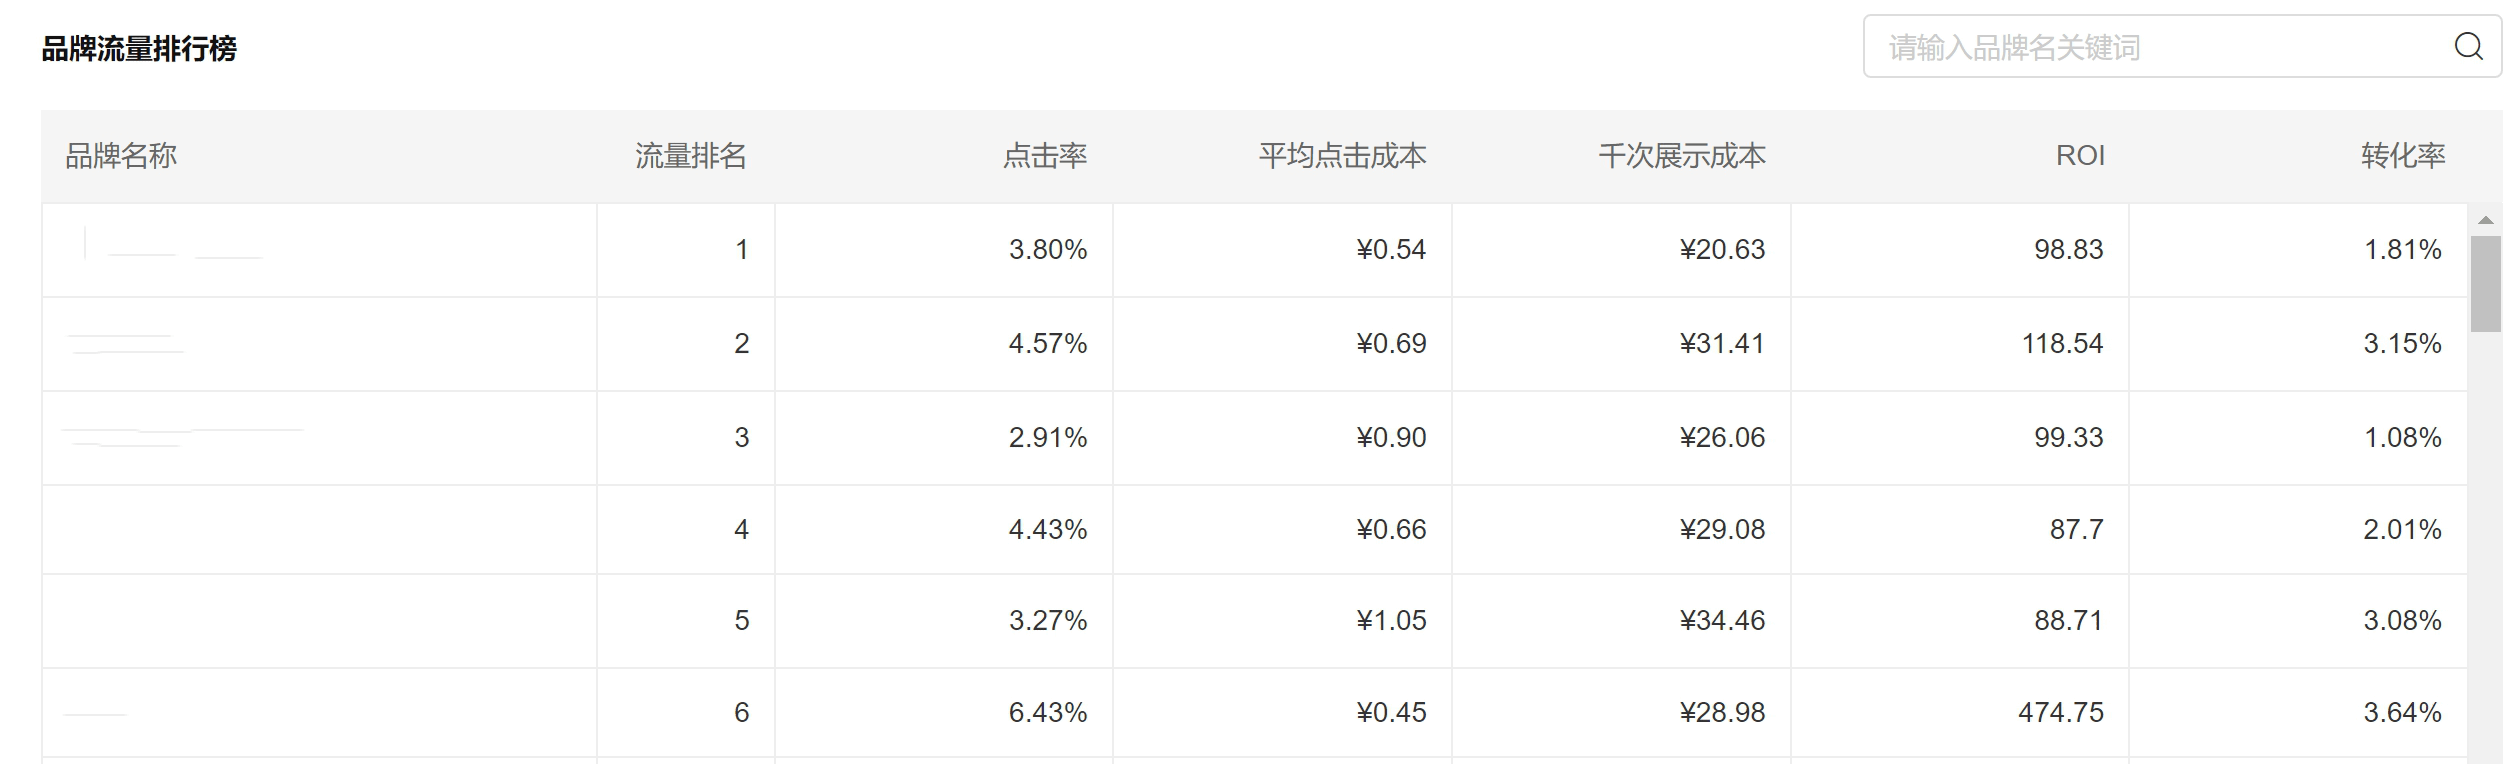 品牌流量排行榜 请输入品牌名关键词
品牌名称 流量排名 点击率 平均点击成本 千次展示成本 ROI 转化率
1 3.80% ¥0.54 ¥20.63 98.83 1.81%
2 4.57% ¥0.69 ¥31.41 118.54 3.15%
3 2.91% ¥0.90 ¥26.06 99.33 1.08%
4 4.43% ¥0.66 ¥29.08 87.7 2.01%
5 3.27% ¥1.05 ¥34.46 88.71 3.08%
6 6.43% ¥0.45 ¥28.98 474.75 3.64%